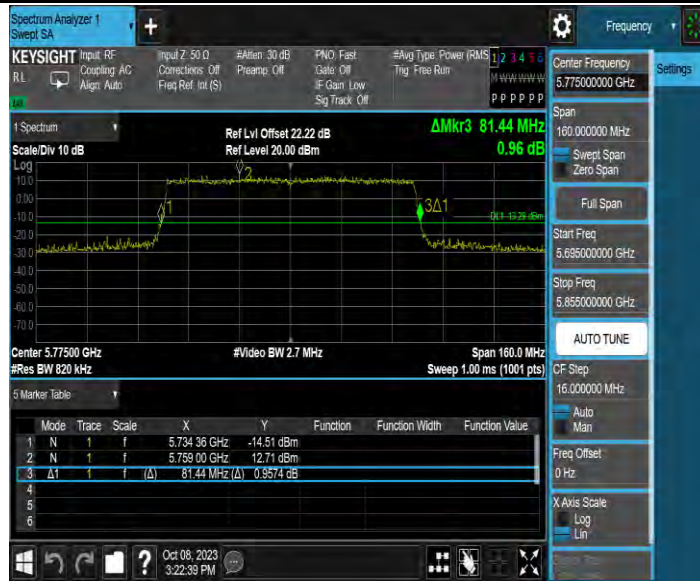 Spectrum Analyzer 1
Swept SA
+
Frequency
KEYSIGHT
RL
Input: RF
Coupling: AC
Align: Auto
Input Z: 50 Ω
Corrections: Off
Freq Ref: Int (S)
#Atten: 30 dB
Preamp: Off
PNO: Fast
Gate: Off
IF Gain: Low
Sig Track: Off
#Avg Type: Power (RMS
Trig: Free Run
1 2 3 4 5 6
M W W W W W
P P P P P P
1 Spectrum
Scale/Div 10 dB
Ref Lvl Offset 22.22 dB
Ref Level 20.00 dBm
ΔMkr3 81.44 MHz
0.96 dB
Log
10.0
0.00
-10.0
-20.0
-30.0
-40.0
-50.0
-60.0
-70.0
1
2
3Δ1
DL1 -13.29 dBm
Center 5.77500 GHz
#Video BW 2.7 MHz
Span 160.0 MHz
#Res BW 820 kHz
Sweep 1.00 ms (1001 pts)
5 Marker Table
Mode Trace Scale X Y Function Function Width Function Value
1 N 1 f 5.734 36 GHz -14.51 dBm
2 N 1 f 5.759 00 GHz 12.71 dBm
3 Δ1 1 f (Δ) 81.44 MHz (Δ) 0.9574 dB
4
5
6
?
Oct 08, 2023
3:22:39 PM
Center Frequency
5.775000000 GHz
Settings
Span
160.000000 MHz
Swept Span
Zero Span
Full Span
Start Freq
5.695000000 GHz
Stop Freq
5.855000000 GHz
AUTO TUNE
CF Step
16.000000 MHz
Auto
Man
Freq Offset
0 Hz
X Axis Scale
Log
Lin